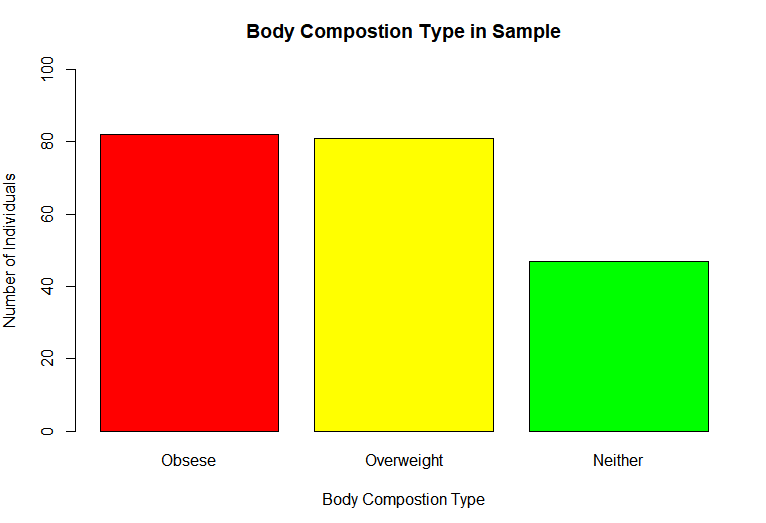 Body Compostion Type in Sample
Number of Individuals
100
80
60
40
20
0
Obsese
Overweight
Neither
Body Compostion Type